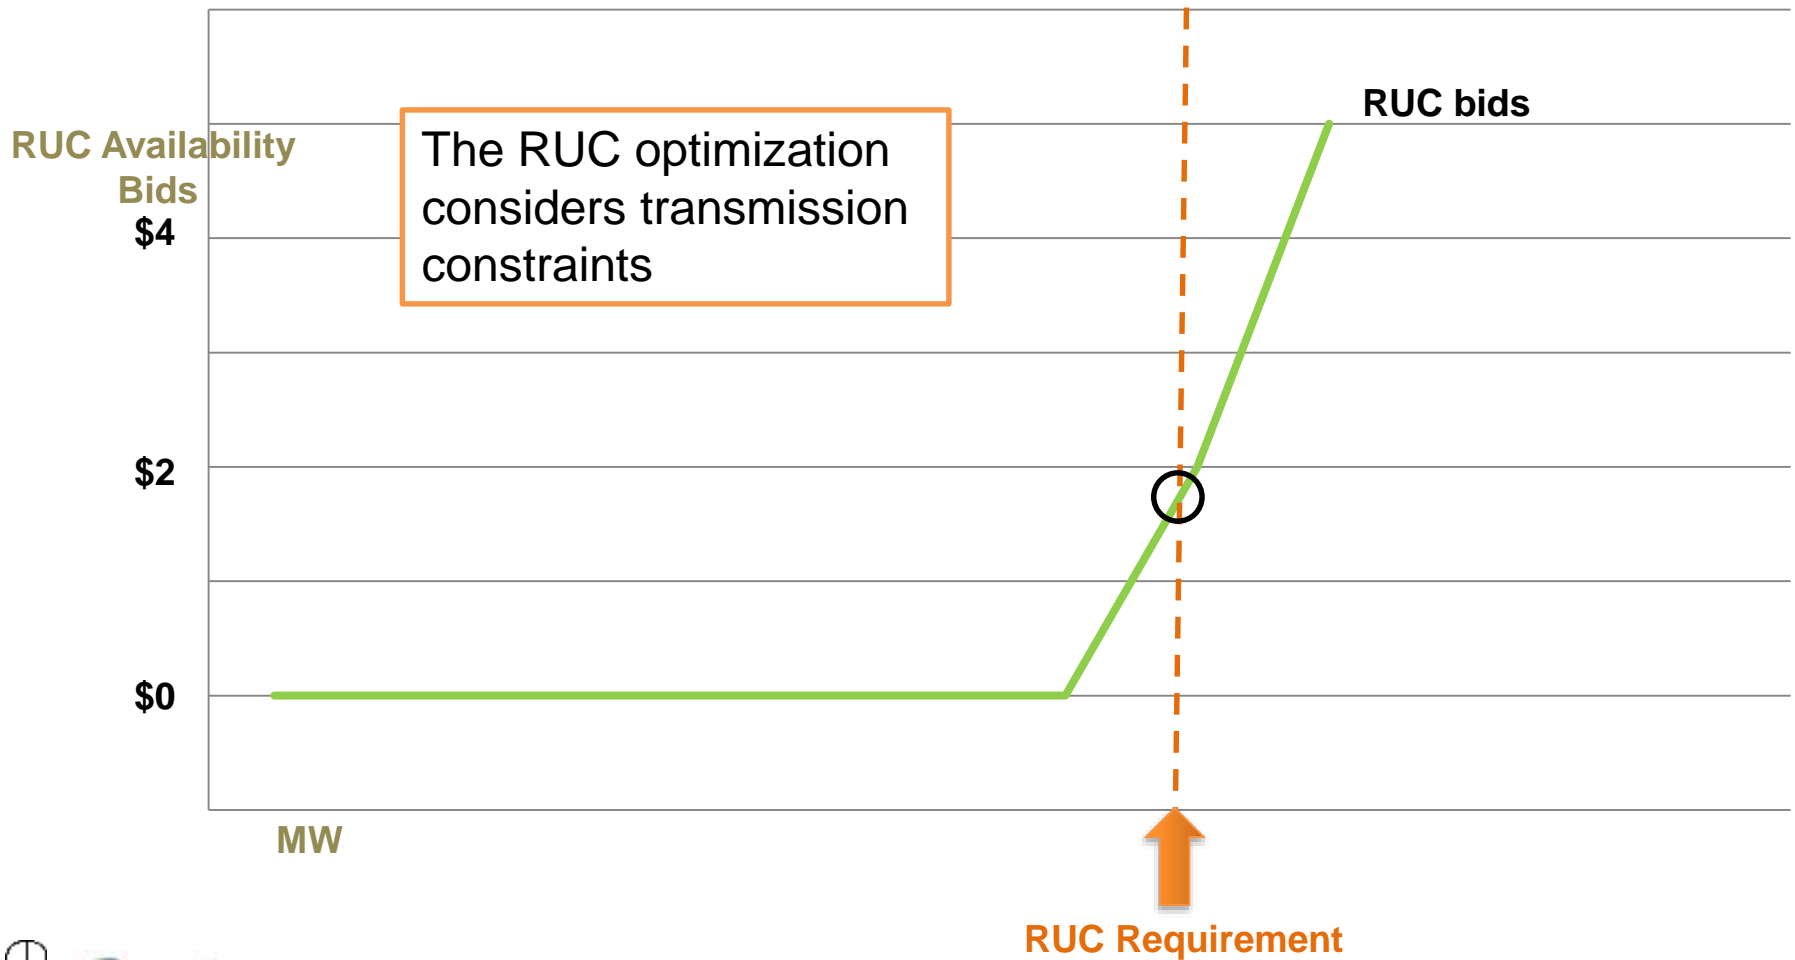 RUC bids
RUC Availability
Bids
The RUC optimization
considers transmission
constraints
$4
$2
$0
MW
RUC Requirement